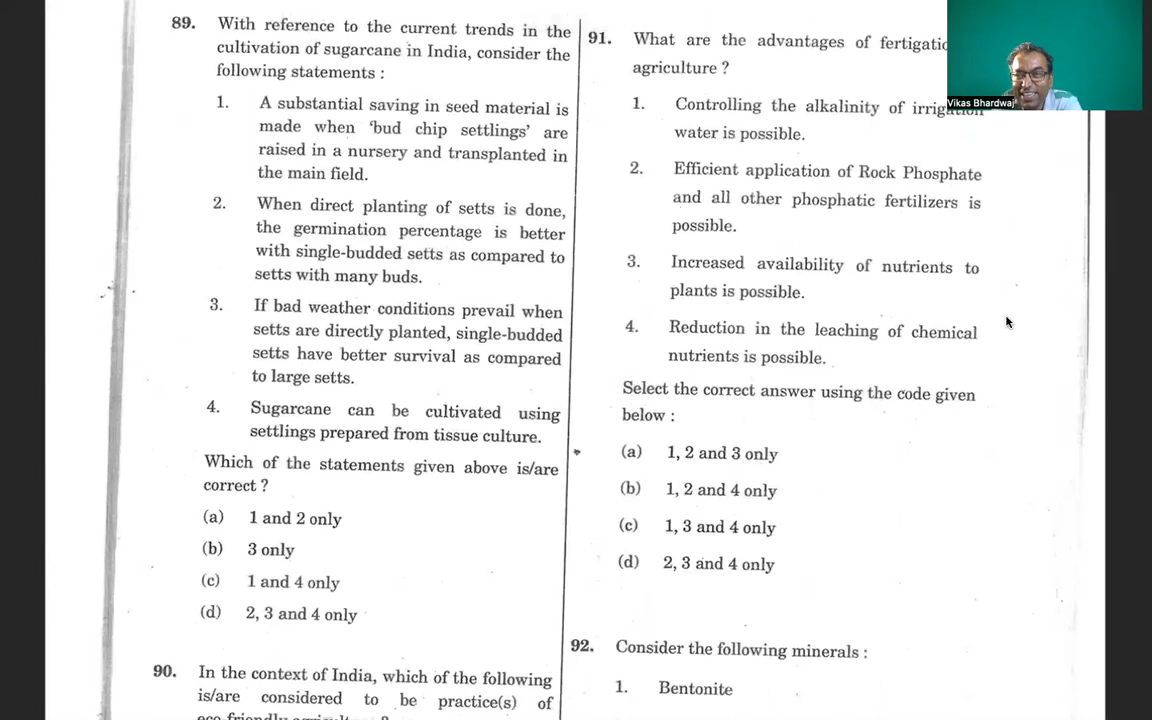 89. With reference to the current trends in the
cultivation of sugarcane in India, consider the
following statements :
1. A substantial saving in seed material is
made when ‘bud chip settlings’ are
raised in a nursery and transplanted in
the main field.
2. When direct planting of setts is done,
the germination percentage is better
with single-budded setts as compared to
setts with many buds.
3. If bad weather conditions prevail when
setts are directly planted, single-budded
setts have better survival as compared
to large setts.
4. Sugarcane can be cultivated using
settlings prepared from tissue culture.
Which of the statements given above is/are
correct ?
(a) 1 and 2 only
(b) 3 only
(c) 1 and 4 only
(d) 2, 3 and 4 only
90. In the context of India, which of the following
is/are considered to be practice(s) of
91. What are the advantages of
agriculture ?
1. Controlling the alkalinity of
water is possible.
2. Efficient application of Rock Phosphate
and all other phosphatic fertilizers is
possible.
3. Increased availability of nutrients to
plants is possible.
4. Reduction in the leaching of chemical
nutrients is possible.
Select the correct answer using the code given
below :
(a) 1, 2 and 3 only
(b) 1, 2 and 4 only
(c) 1, 3 and 4 only
(d) 2, 3 and 4 only
92. Consider the following minerals :
1. Bentonite
Vikas Bhardwaj